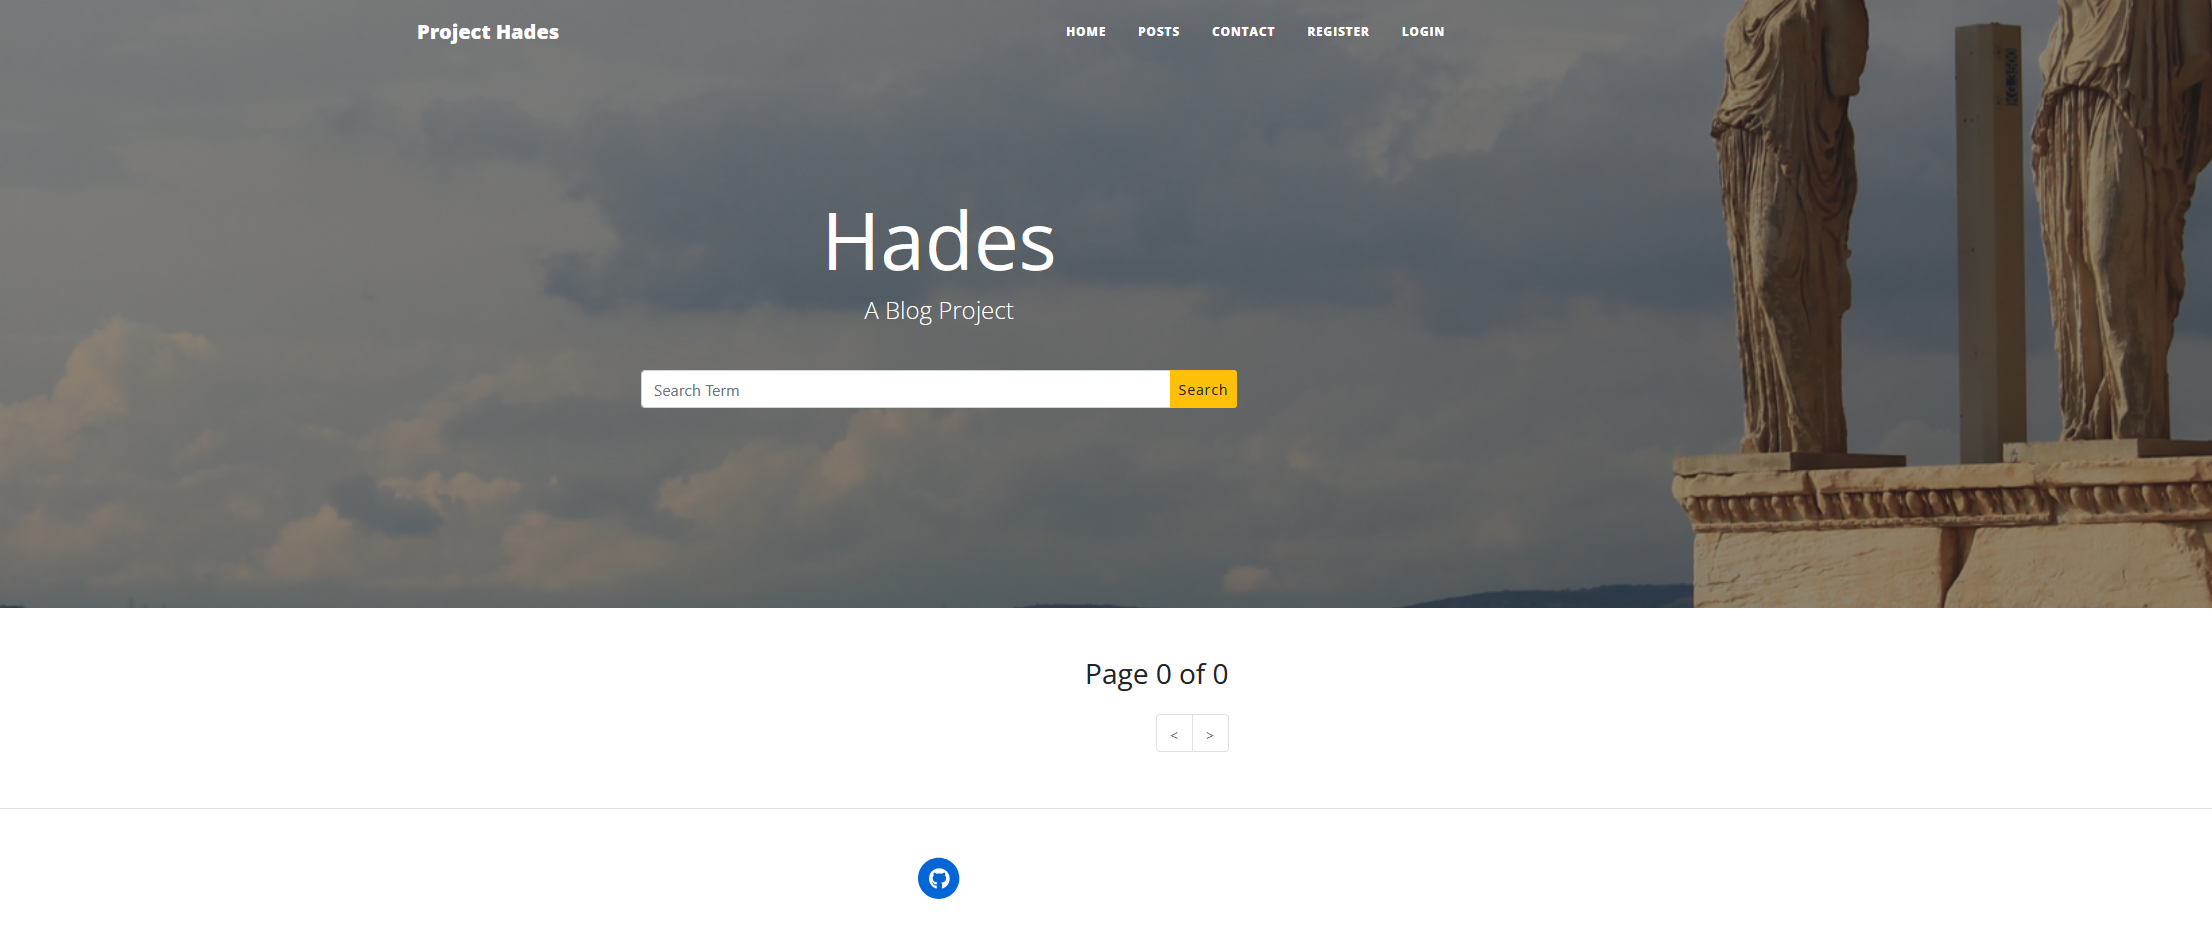 Project Hades
HOME POSTS CONTACT REGISTER LOGIN
Hades
A Blog Project
Search Term Search
Page 0 of 0
< >